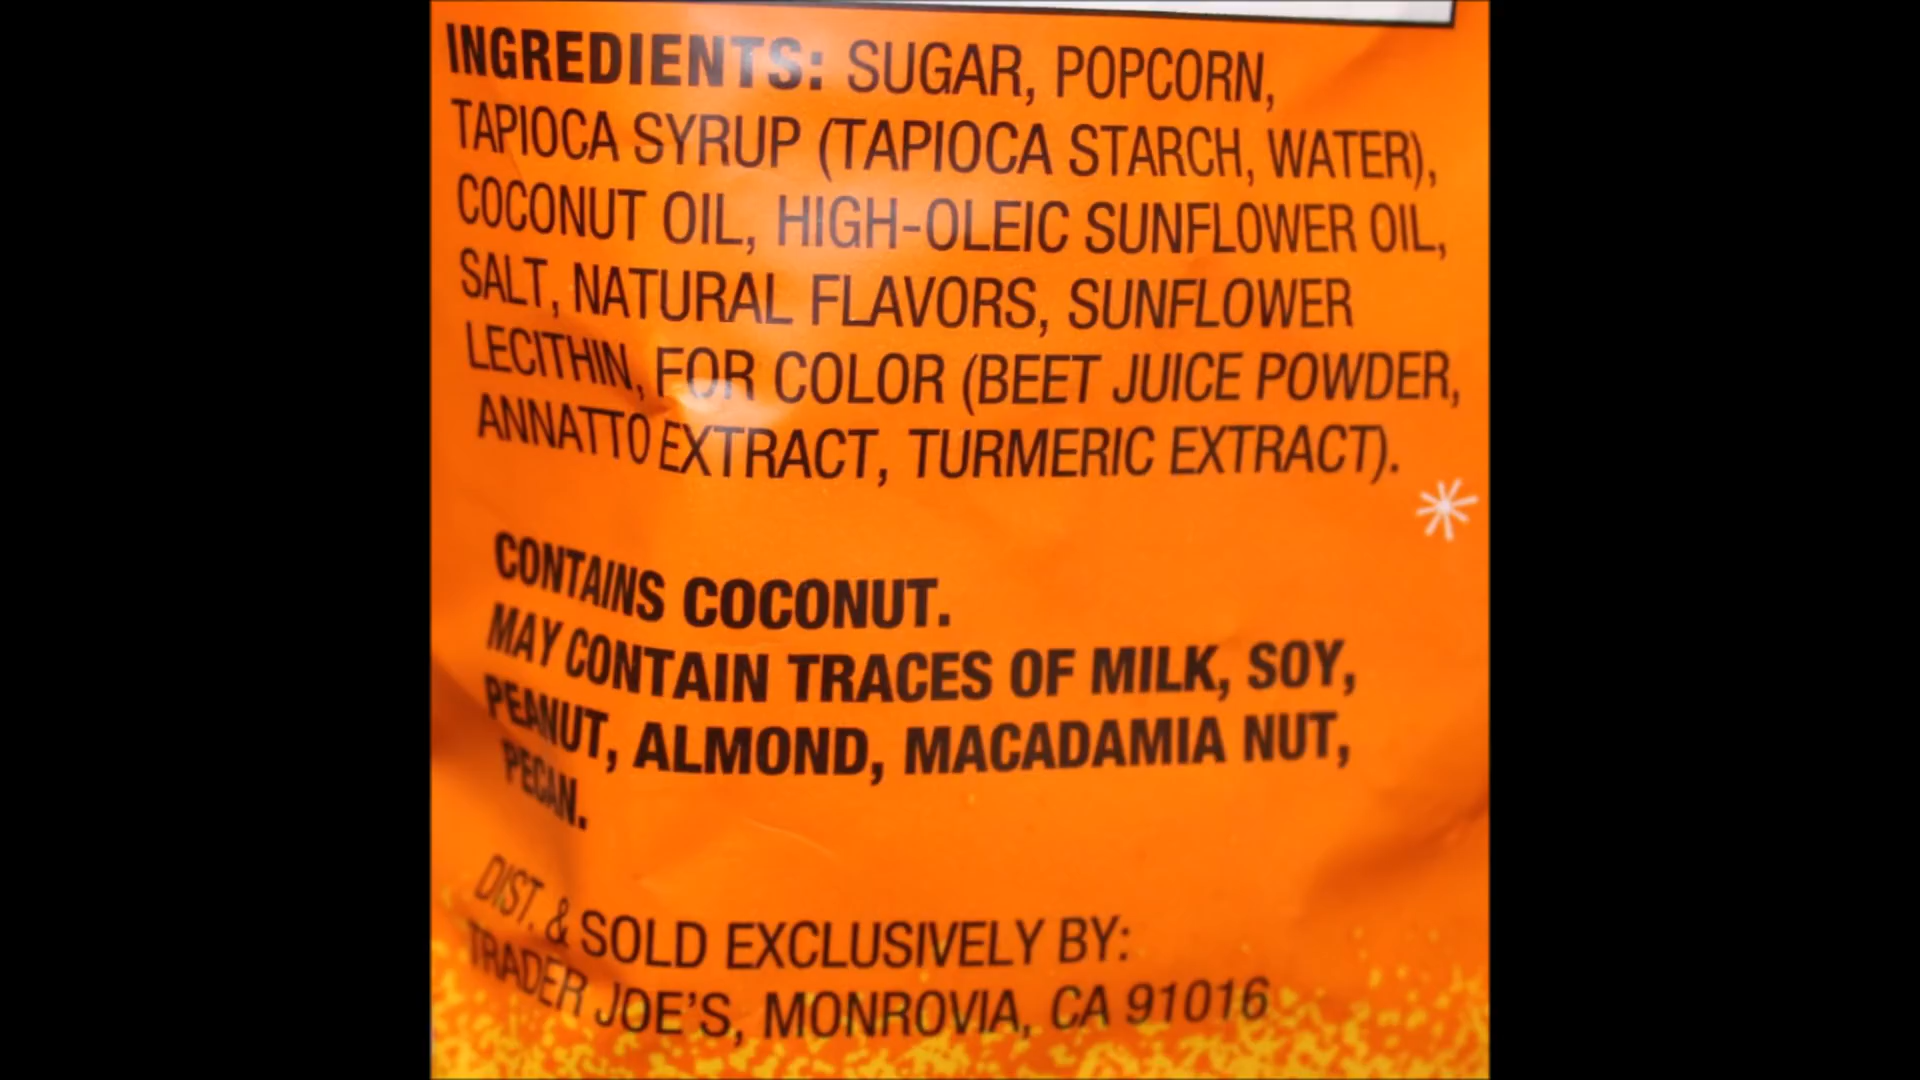 INGREDIENTS: SUGAR, POPCORN,
TAPIOCA SYRUP (TAPIOCA STARCH, WATER),
COCONUT OIL, HIGH-OLEIC SUNFLOWER OIL,
SALT, NATURAL FLAVORS, SUNFLOWER
LECITHIN, FOR COLOR (BEET JUICE POWDER,
ANNATTO EXTRACT, TURMERIC EXTRACT).
CONTAINS COCONUT.
MAY CONTAIN TRACES OF MILK, SOY,
PEANUT, ALMOND, MACADAMIA NUT,
PECAN.
DIST. & SOLD EXCLUSIVELY BY:
TRADER JOE'S, MONROVIA, CA 91016